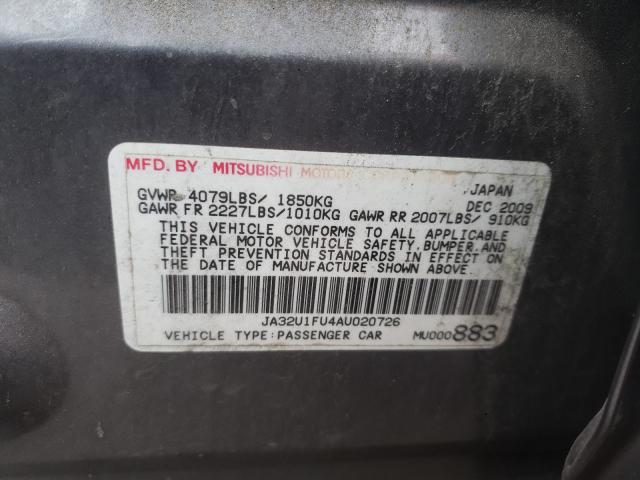 MFD. BY MITSUBISHI MOTORS
JAPAN
GVWR 4079LBS/ 1850KG DEC 2009
GAWR FR 2227LBS/1010KG GAWR RR 2007LBS/ 910KG
THIS VEHICLE CONFORMS TO ALL APPLICABLE
FEDERAL MOTOR VEHICLE SAFETY, BUMPER, AND
THEFT PREVENTION STANDARDS IN EFFECT ON
THE DATE OF MANUFACTURE SHOWN ABOVE.
JA32U1FU4AU020726
VEHICLE TYPE:PASSENGER CAR MU000883